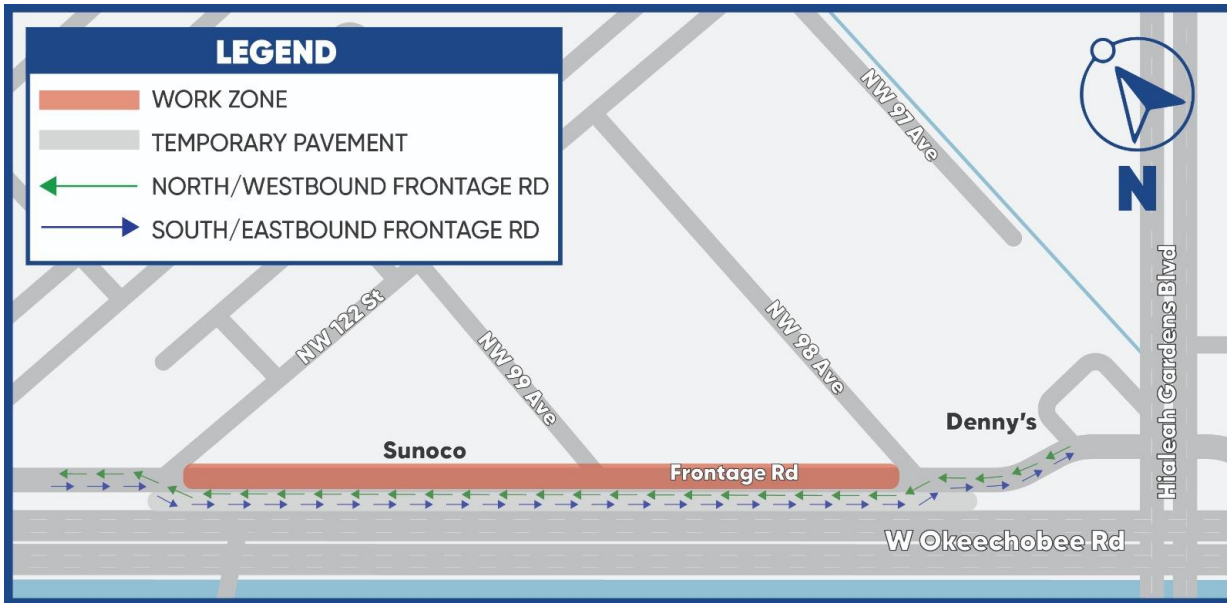 LEGEND
WORK ZONE
TEMPORARY PAVEMENT
NORTH/WESTBOUND FRONTAGE RD
SOUTH/EASTBOUND FRONTAGE RD
N
NW 97 Ave
NW 122 St
NW 99 Ave
NW 98 Ave
Hialeah Gardens Blvd
Denny's
Sunoco
Frontage Rd
W Okeechobee Rd